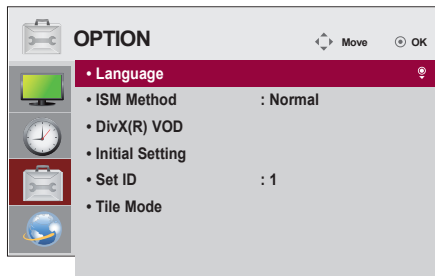 OPTION Move OK
• Language
• ISM Method : Normal
• DivX(R) VOD
• Initial Setting
• Set ID : 1
• Tile Mode